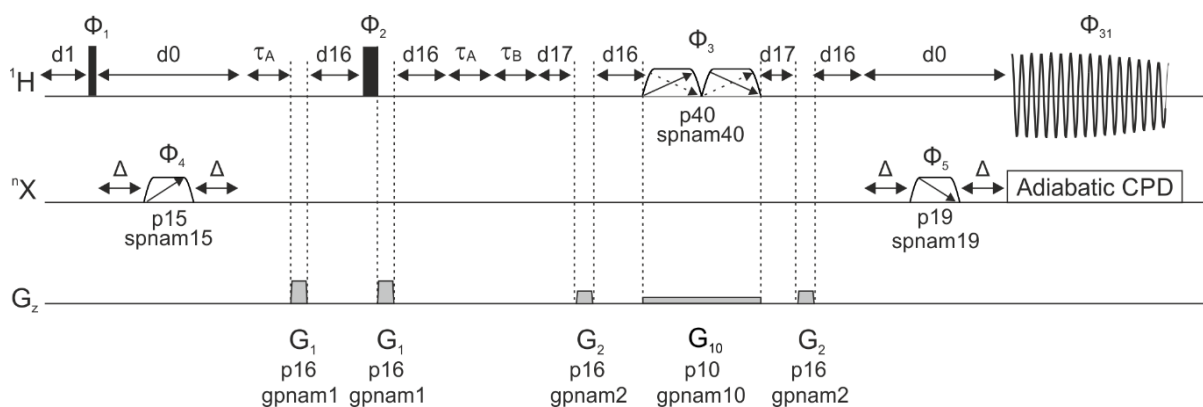 Φ1 Φ2 Φ3 Φ31
d1 d0 τA d16 d16 τA τB d17 d16 d17 d16 d0
1H
p40
spnam40
Δ Φ4 Δ Δ Φ5 Δ
nX
Adiabatic CPD
p15 p19
spnam15 spnam19
Gz
G1 G1 G2 G10 G2
p16 p16 p16 p10 p16
gpnam1 gpnam1 gpnam2 gpnam10 gpnam2